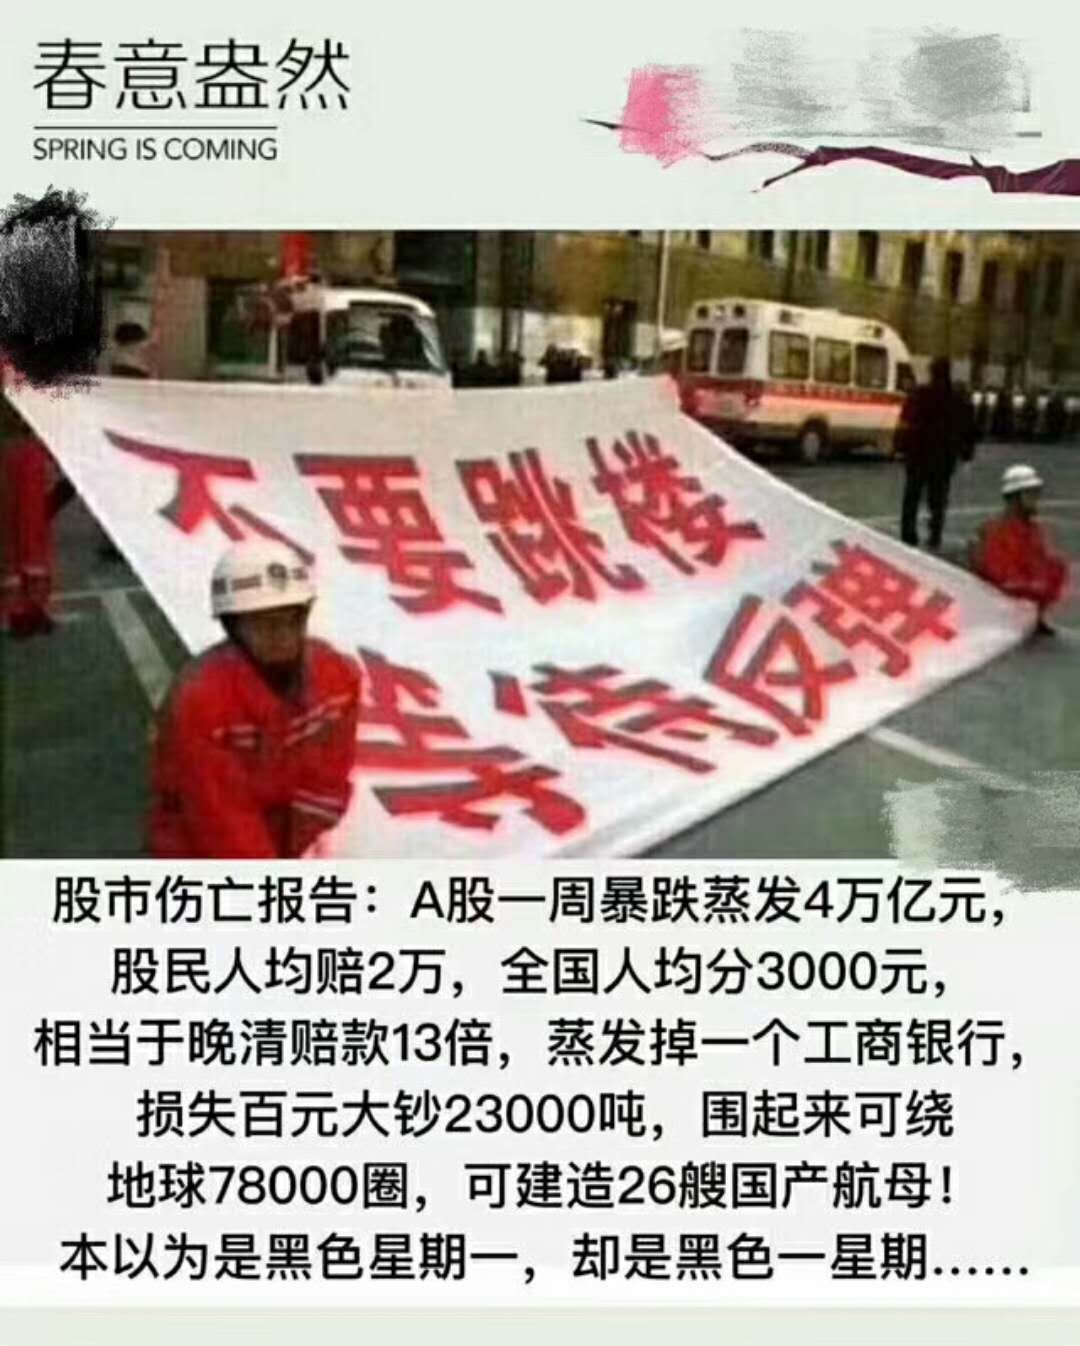 春意盎然
SPRING IS COMING
不要跳楼
等待反弹
股市伤亡报告：A股一周暴跌蒸发4万亿元，
股民人均赔2万，全国人均分3000元，
相当于晚清赔款13倍，蒸发掉一个工商银行，
损失百元大钞23000吨，围起来可绕
地球78000圈，可建造26艘国产航母！
本以为是黑色星期一，却是黑色一星期……